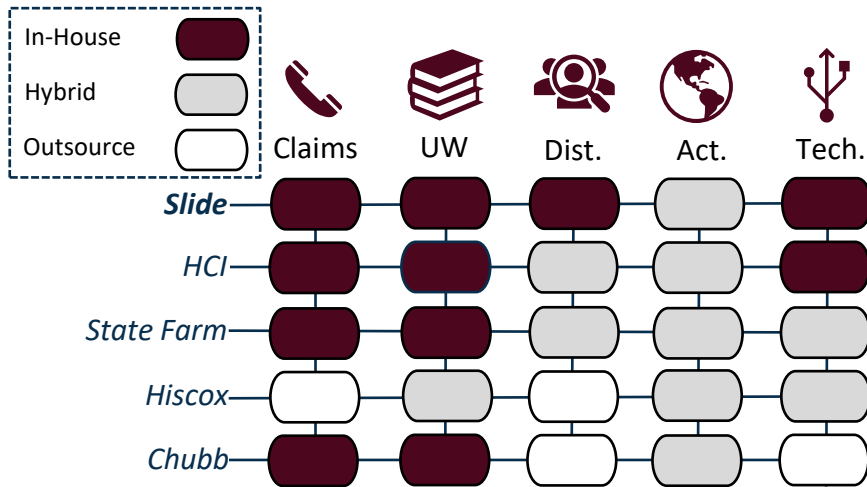 In-House
Hybrid
Outsource
Claims UW Dist. Act. Tech.
Slide
HCI
State Farm
Hiscox
Chubb